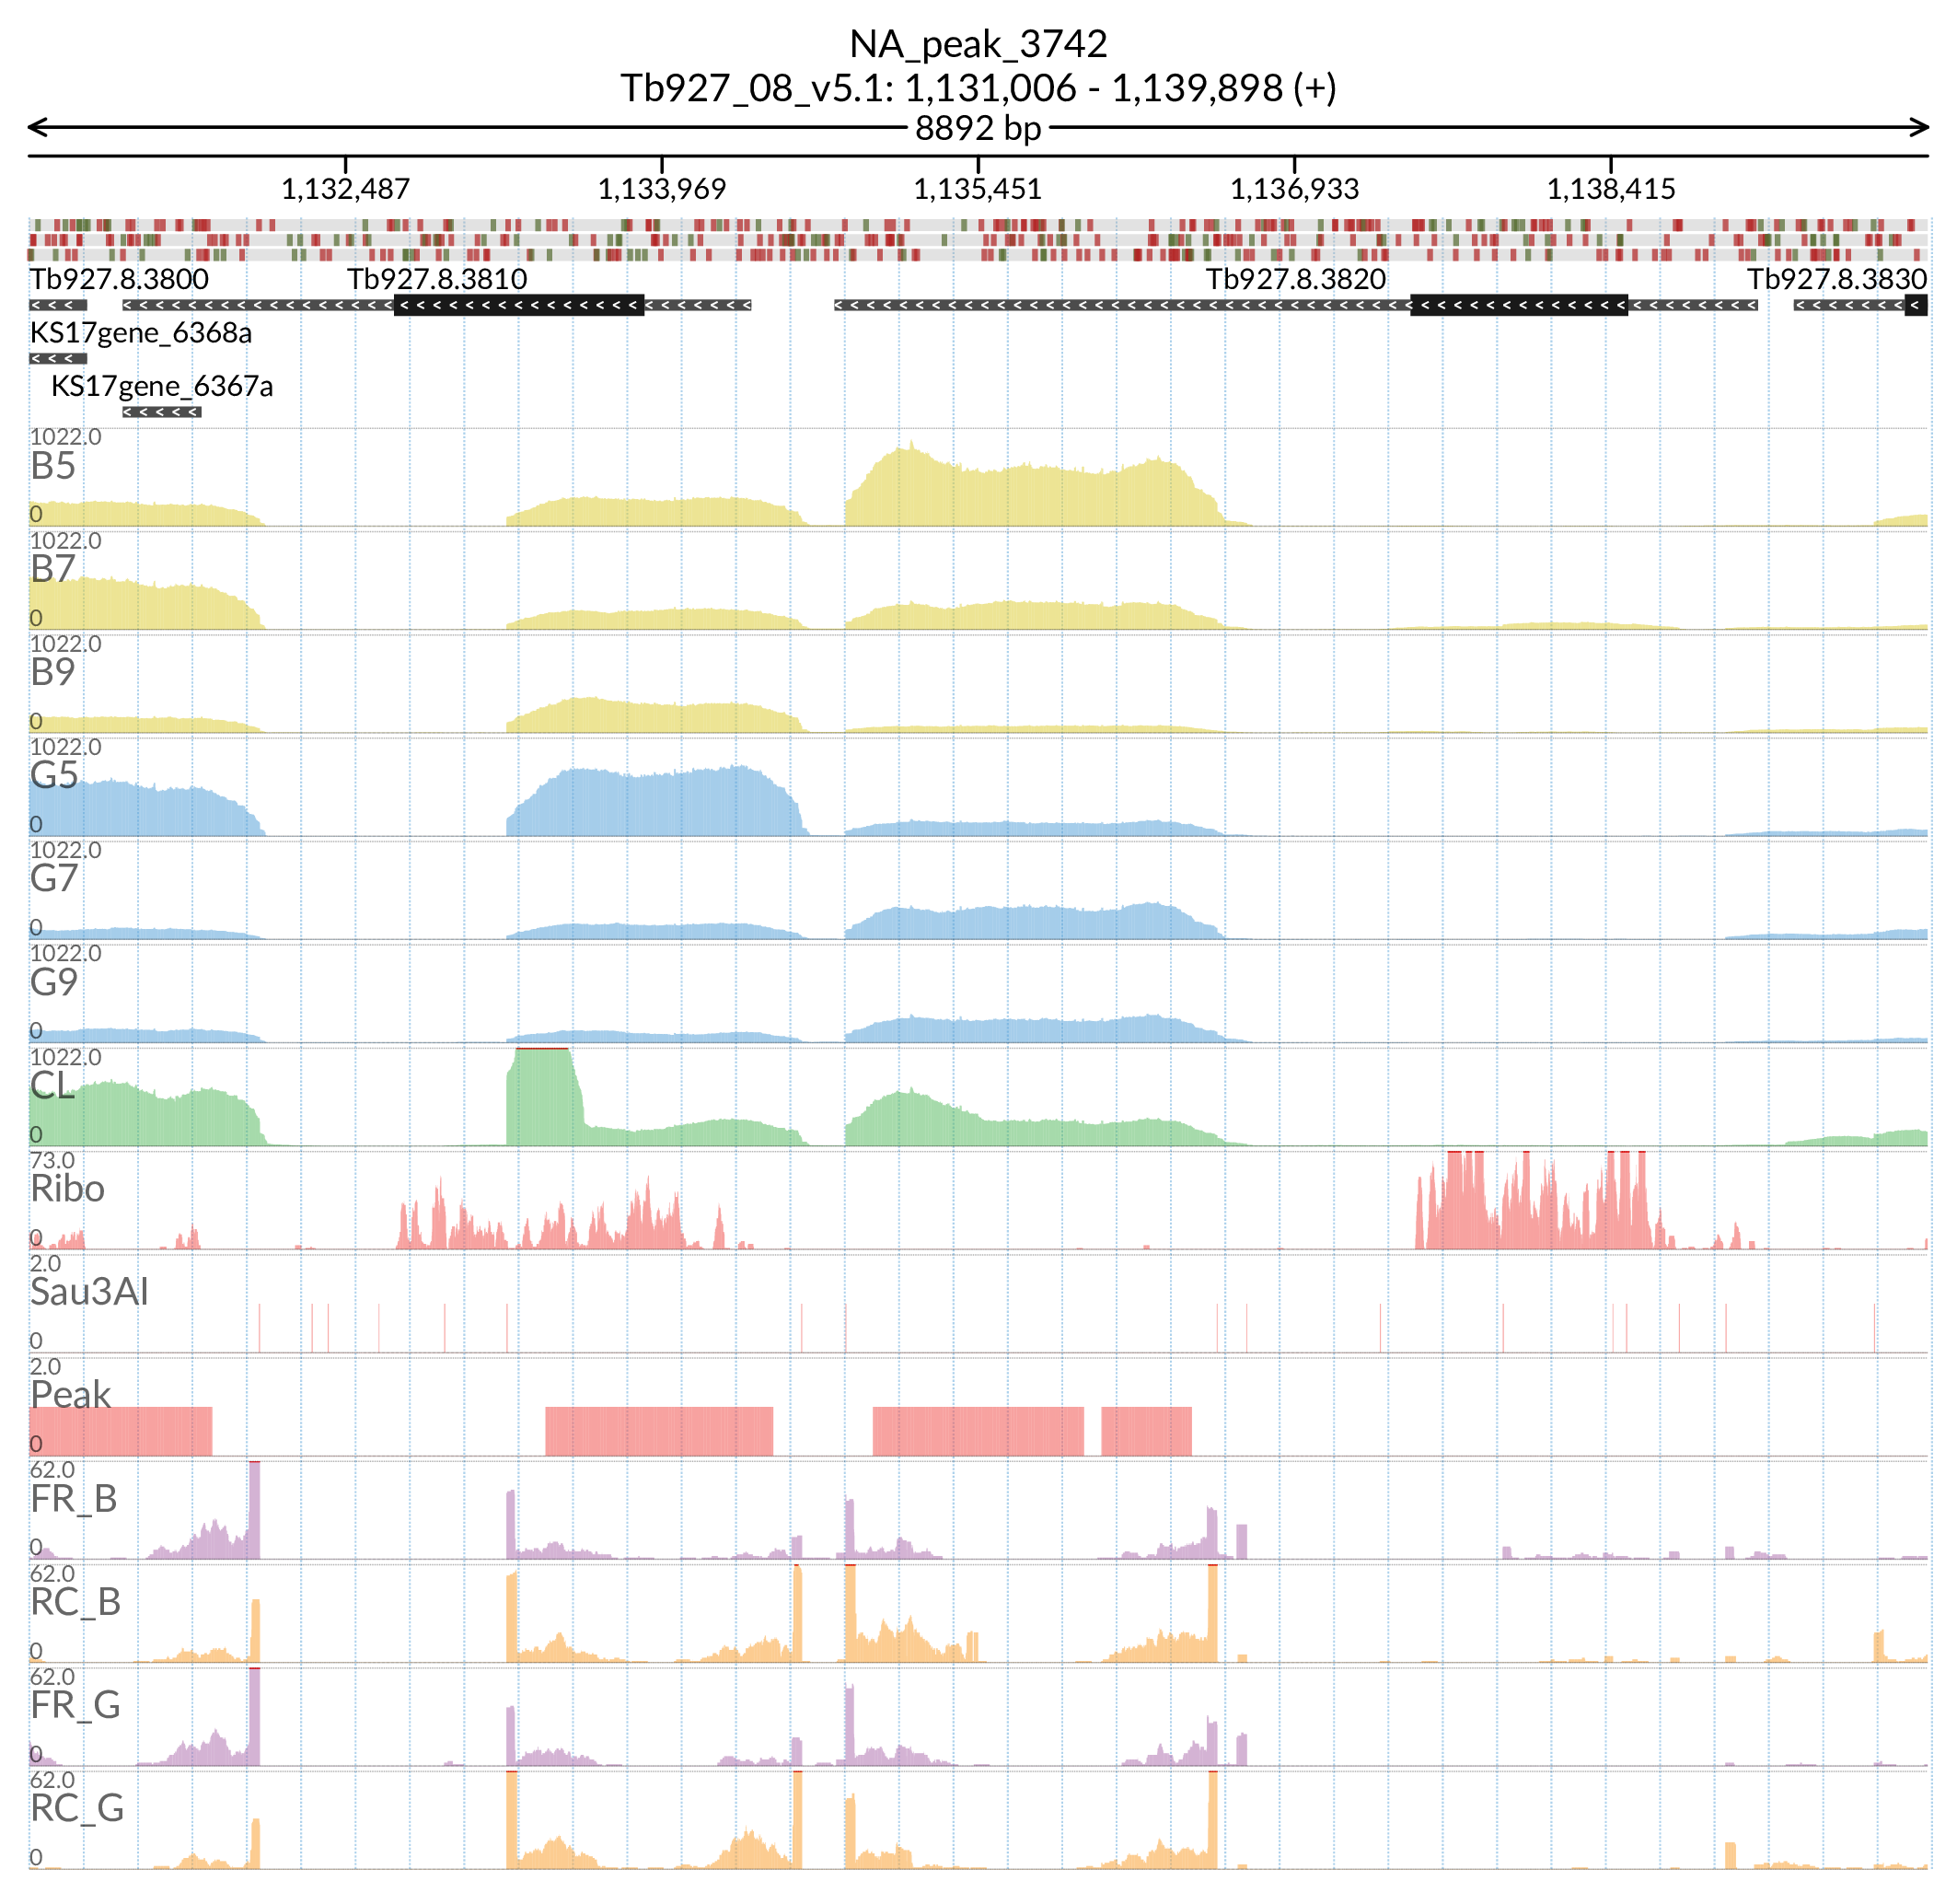 NA_peak_3742
Tb927_08_v5.1: 1,131,006 - 1,139,898 (+)
8892 bp
1,132,487 1,133,969 1,135,451 1,136,933 1,138,415
Tb927.8.3800 Tb927.8.3810 Tb927.8.3820 Tb927.8.3830
KS17gene_6368a
KS17gene_6367a
1022.0
B5
0
1022.0
B7
0
1022.0
B9
0
1022.0
G5
0
1022.0
G7
0
1022.0
G9
0
1022.0
CL
0
73.0
Ribo
0
2.0
Sau3AI
0
2.0
Peak
0
62.0
FR_B
0
62.0
RC_B
0
62.0
FR_G
0
62.0
RC_G
0